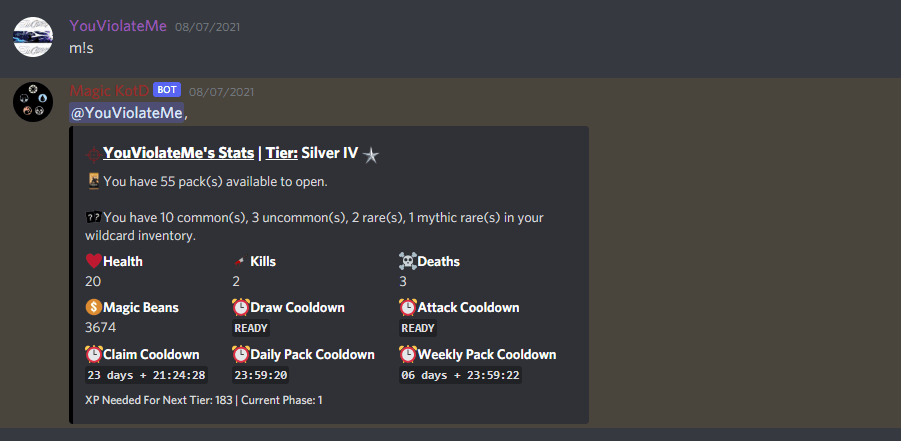 YouViolateMe 08/07/2021
m!s
Magic KotD BOT 08/07/2021
@YouViolateMe,
YouViolateMe's Stats | Tier: Silver IV
You have 55 pack(s) available to open.
??You have 10 common(s), 3 uncommon(s), 2 rare(s), 1 mythic rare(s) in your
wildcard inventory.
Health Kills Deaths
20 2 3
$ Magic Beans Draw Cooldown Attack Cooldown
3674 READY READY
Claim Cooldown Daily Pack Cooldown Weekly Pack Cooldown
23 days + 21:24:28 23:59:20 06 days + 23:59:22
XP Needed For Next Tier: 183 | Current Phase: 1